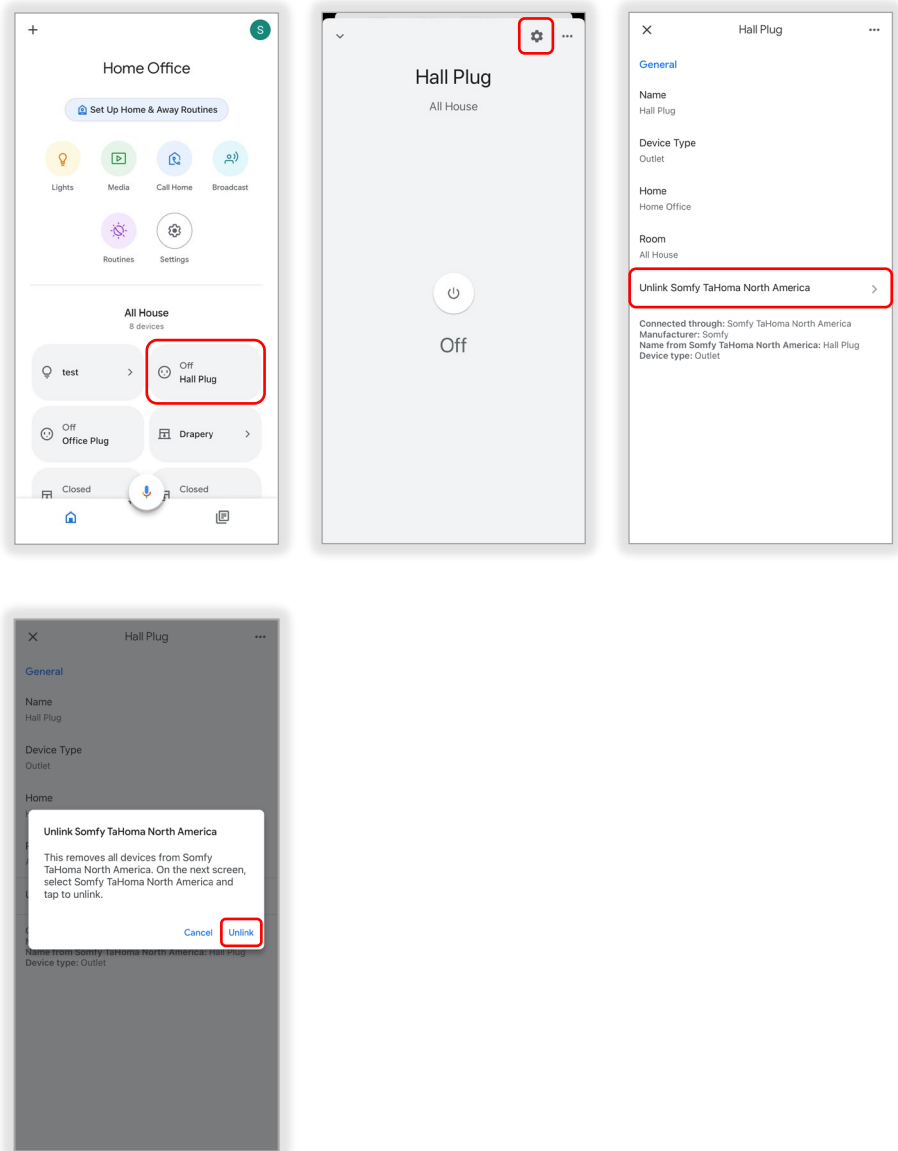 S
Home Office
Set Up Home & Away Routines
Lights
Media
Call Home
Broadcast
Routines
Settings
All House
8 devices
test
Off
Hall Plug
Off
Office Plug
Drapery
Closed
Closed
Hall Plug
All House
Off
Hall Plug
General
Name
Hall Plug
Device Type
Outlet
Home
Home Office
Room
All House
Unlink Somfy TaHoma North America
Connected through: Somfy TaHoma North America
Manufacturer: Somfy
Name from Somfy TaHoma North America: Hall Plug
Device type: Outlet
Hall Plug
General
Name
Hall Plug
Device Type
Outlet
Home
Unlink Somfy TaHoma North America
This removes all devices from Somfy
TaHoma North America. On the next screen,
select Somfy TaHoma North America and
tap to unlink.
Cancel Unlink
Name from Somfy TaHoma North America: Hall Plug
Device type: Outlet